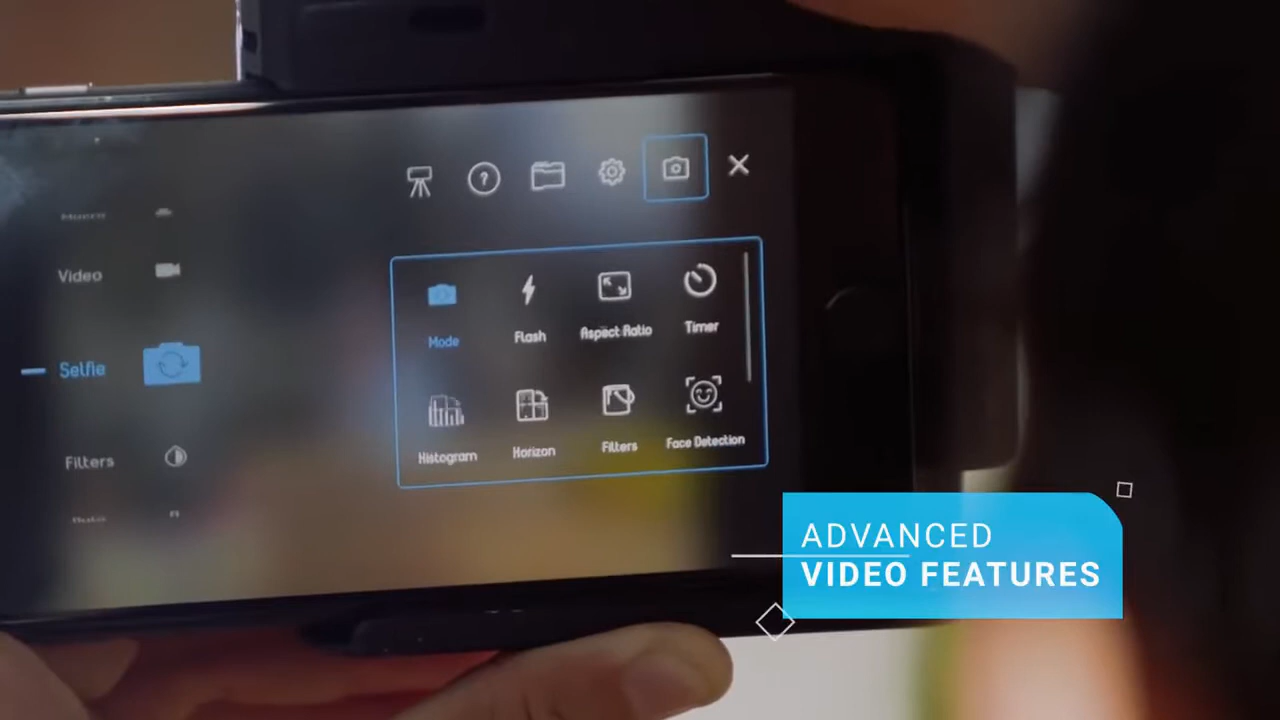 Video
Selfie
Filters
?
Mode
Flash
Aspect Ratio
Timer
Histogram
Horizon
Filters
Face Detection
ADVANCED
VIDEO FEATURES